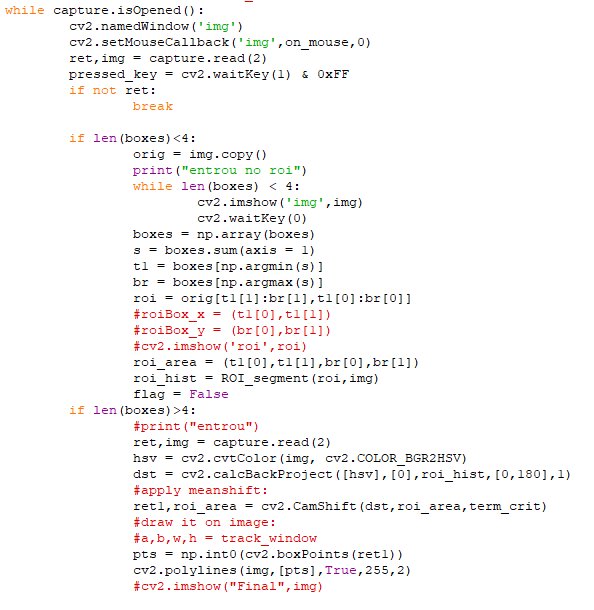 while capture.isOpened():
        cv2.namedWindow('img')
        cv2.setMouseCallback('img',on_mouse,0)
        ret,img = capture.read(2)
        pressed_key = cv2.waitKey(1) & 0xFF
        if not ret:
                break

        if len(boxes)<4:
                orig = img.copy()
                print("entrou no roi")
                while len(boxes) < 4:
                        cv2.imshow('img',img)
                        cv2.waitKey(0)
                boxes = np.array(boxes)
                s = boxes.sum(axis = 1)
                tl = boxes[np.argmin(s)]
                br = boxes[np.argmax(s)]
                roi = orig[tl[1]:br[1],tl[0]:br[0]]
                #roiBox_x = (tl[0],tl[1])
                #roiBox_y = (br[0],br[1])
                #cv2.imshow('roi',roi)
                roi_area = (tl[0],tl[1],br[0],br[1])
                roi_hist = ROI_segment(roi,img)
                flag = False
        if len(boxes)>4:
                #print("entrou")
                ret,img = capture.read(2)
                hsv = cv2.cvtColor(img, cv2.COLOR_BGR2HSV)
                dst = cv2.calcBackProject([hsv],[0],roi_hist,[0,180],1)
                #apply meanshift:
                ret1,roi_area = cv2.CamShift(dst,roi_area,term_crit)
                #draw it on image:
                #a,b,w,h = track_window
                pts = np.int0(cv2.boxPoints(ret1))
                cv2.polylines(img,[pts],True,255,2)
                #cv2.imshow("Final",img)